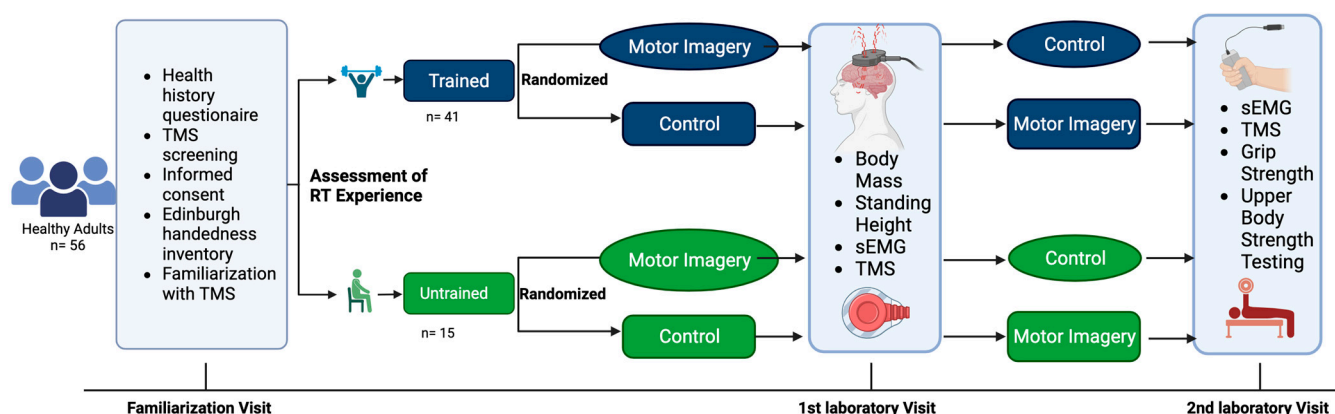 Healthy Adults
n= 56
Health
history
questionaire
TMS
screening
Informed
consent
Edinburgh
handedness
inventory
Familiarization
with TMS
Assessment of
RT Experience
Trained
n= 41
Randomized
Motor Imagery
Control
Untrained
n= 15
Randomized
Motor Imagery
Control
Body
Mass
Standing
Height
sEMG
TMS
Control
Motor Imagery
Control
Motor Imagery
sEMG
TMS
Grip
Strength
Upper
Body
Strength
Testing
Familiarization Visit
1st laboratory Visit
2nd laboratory Visit